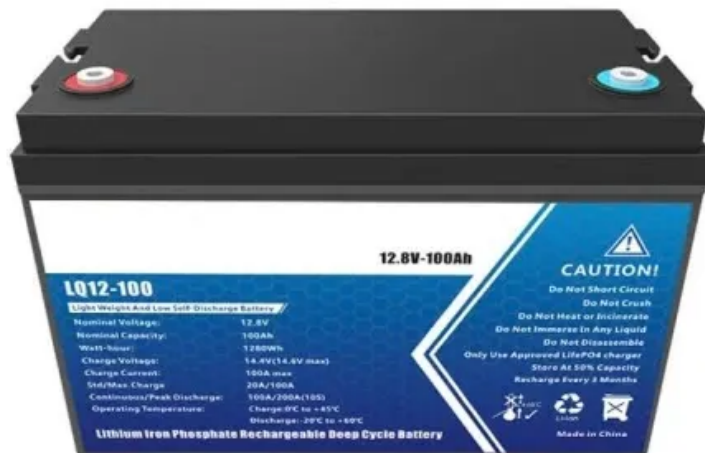 12.8V-100Ah
LQ12-100
Light Weight And Low Self-Discharge Battery
Nominal Voltage: 12.8V
Nominal Capacity: 100Ah
Watt-hour: 1280Wh
Charge Voltage: 14.4V(14.6V max)
Charge Current: 100A max
Std/Max.Charge 20A/100A
Continuous/Peak Discharge: 100A/200A(10S)
Operating Temperature: Charge:0℃ to +45℃
Discharge:-20℃ to +60℃
Lithium Iron Phosphate Rechargeable Deep Cycle Battery
CAUTION!
Do Not Short Circuit
Do Not Crush
Do Not Heat or Incinerate
Do Not Immerse In Any Liquid
Do Not Disassemble
Only Use Approved LifePO4 charger
Store At 50% Capacity
Recharge Every 3 Months
Made in China